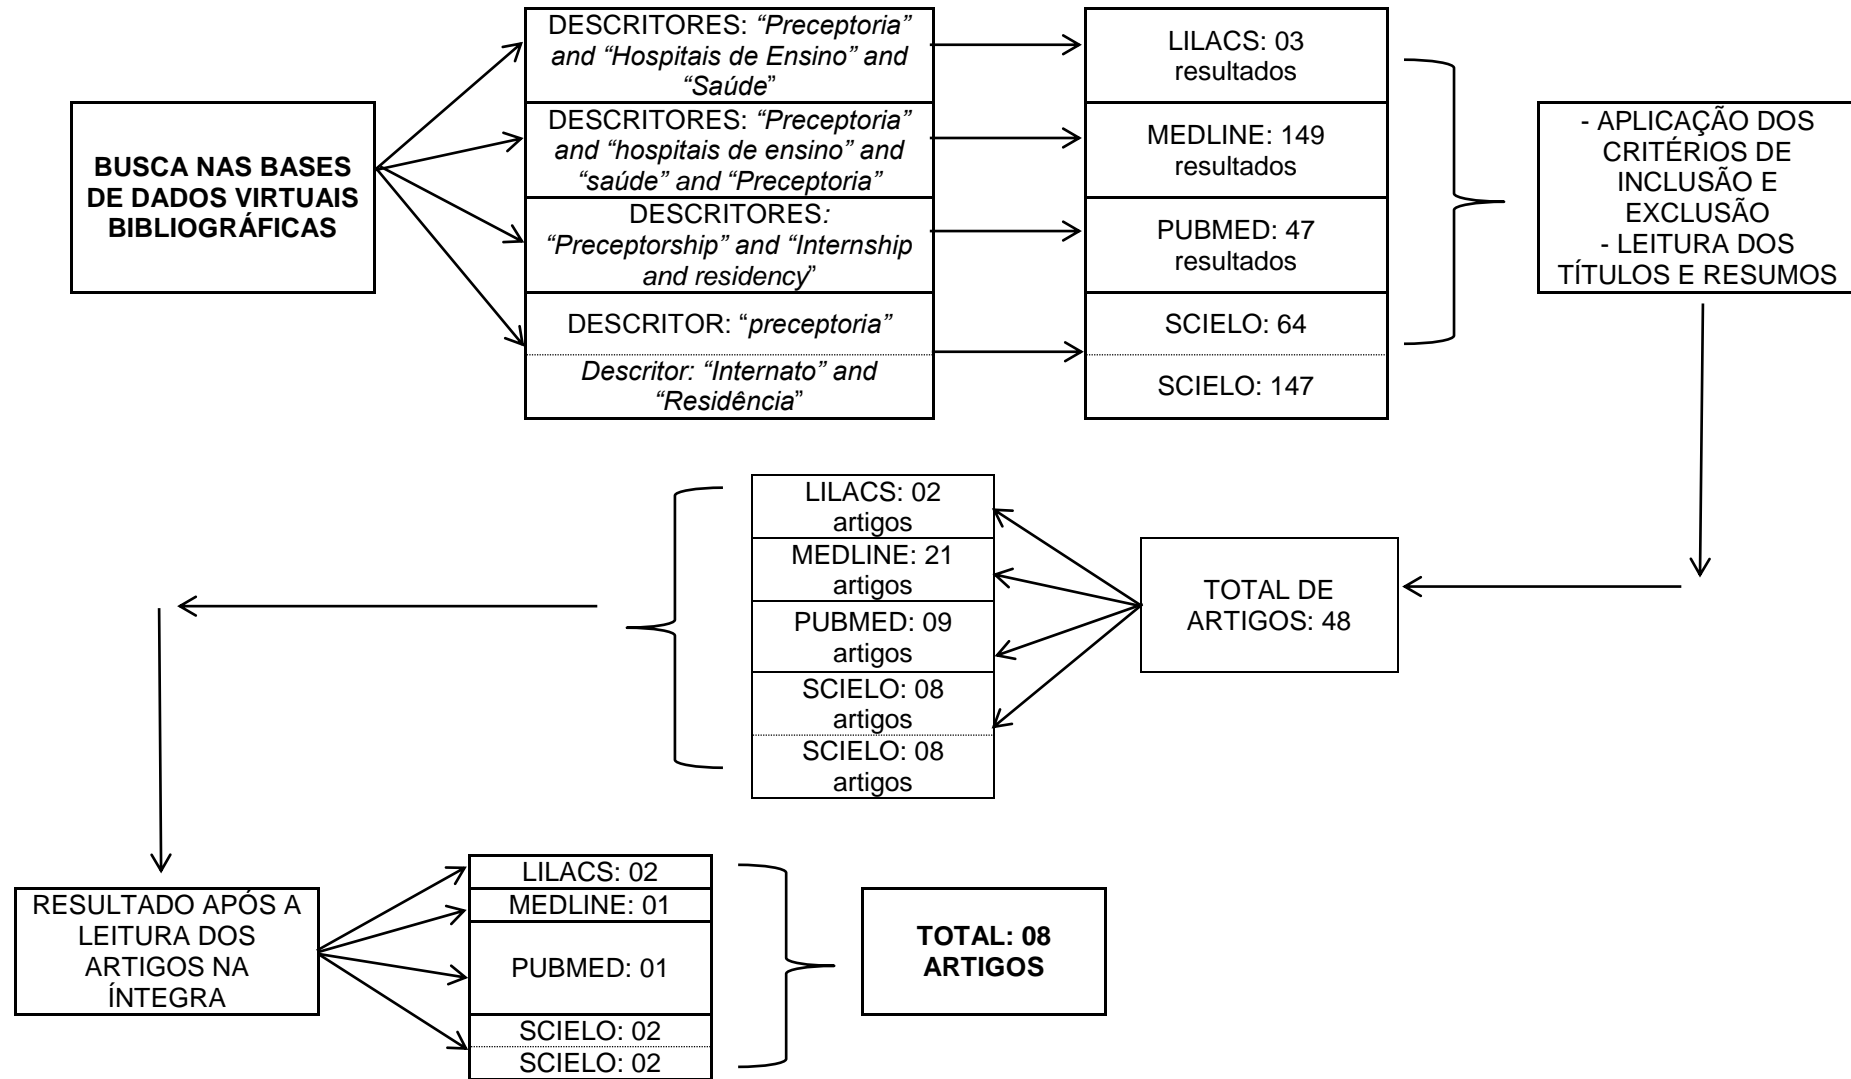 BUSCA NAS BASES
DE DADOS VIRTUAIS
BIBLIOGRÁFICAS
DESCRITORES: “Preceptoria”
and “Hospitais de Ensino” and
“Saúde”
DESCRITORES: “Preceptoria”
and “hospitais de ensino” and
“saúde” and “Preceptoria”
DESCRITORES:
“Preceptorship” and “Internship
and residency”
DESCRITOR: “preceptoria”
Descritor: “Internato” and
“Residência”
LILACS: 03
resultados
MEDLINE: 149
resultados
PUBMED: 47
resultados
SCIELO: 64
SCIELO: 147
- APLICAÇÃO DOS
CRITÉRIOS DE
INCLUSÃO E
EXCLUSÃO
- LEITURA DOS
TÍTULOS E RESUMOS
TOTAL DE
ARTIGOS: 48
LILACS: 02
artigos
MEDLINE: 21
artigos
PUBMED: 09
artigos
SCIELO: 08
artigos
SCIELO: 08
artigos
RESULTADO APÓS A
LEITURA DOS
ARTIGOS NA
ÍNTEGRA
LILACS: 02
MEDLINE: 01
PUBMED: 01
SCIELO: 02
SCIELO: 02
TOTAL: 08
ARTIGOS